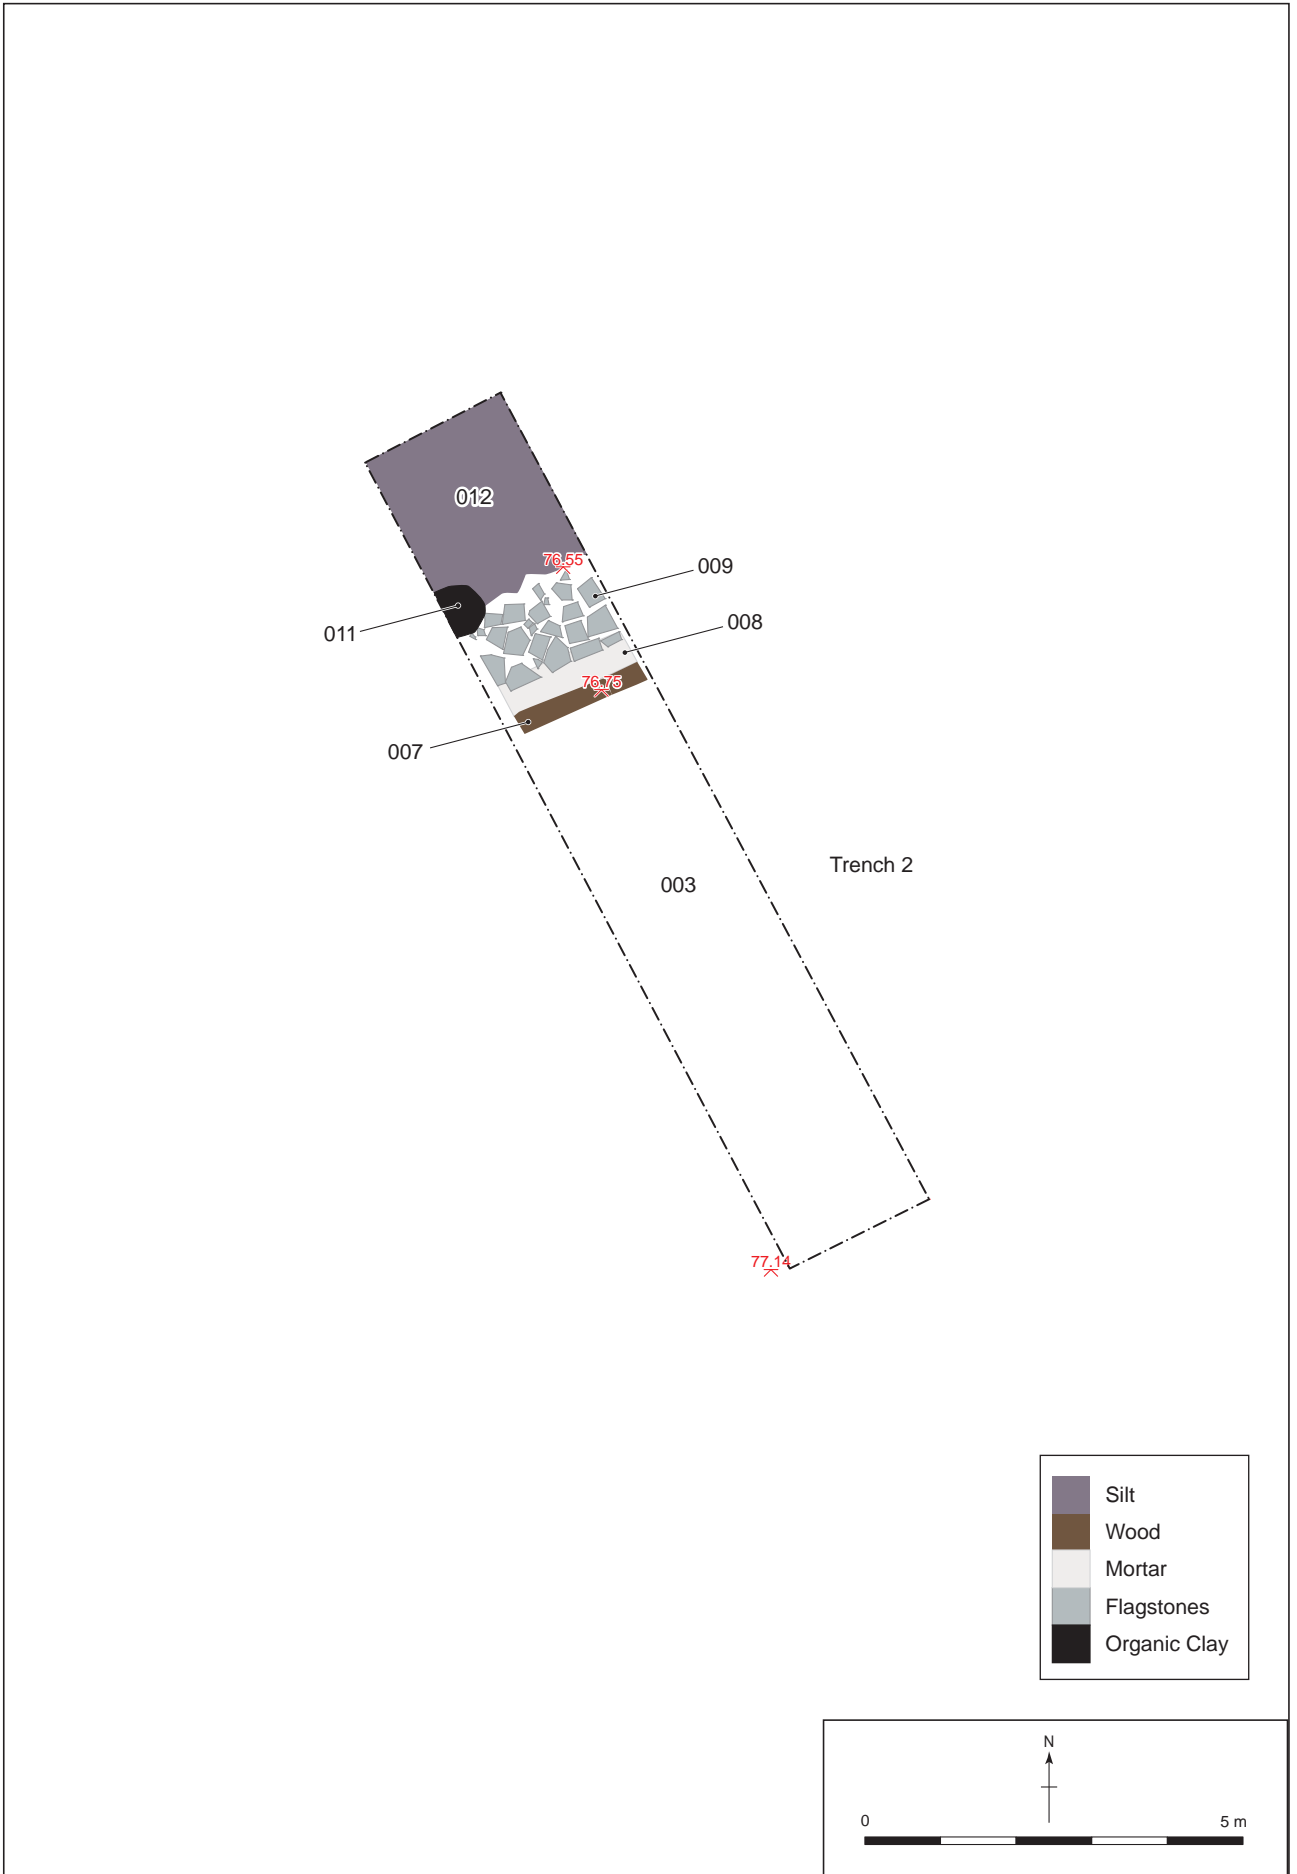 012
76.55
009
008
011
76.75
007
Trench 2
003
77.14
Silt
Wood
Mortar
Flagstones
Organic Clay
N
0 5 m